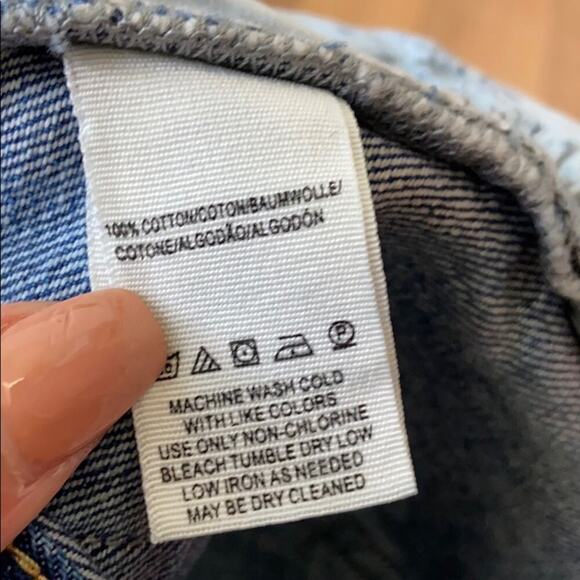 100% COTTON/COTON/BAUMWOLLE/
COTONE/ALGODÃO/ALGODÓN
P
MACHINE WASH COLD
WITH LIKE COLORS
USE ONLY NON-CHLORINE
BLEACH TUMBLE DRY LOW
LOW IRON AS NEEDED
MAY BE DRY CLEANED